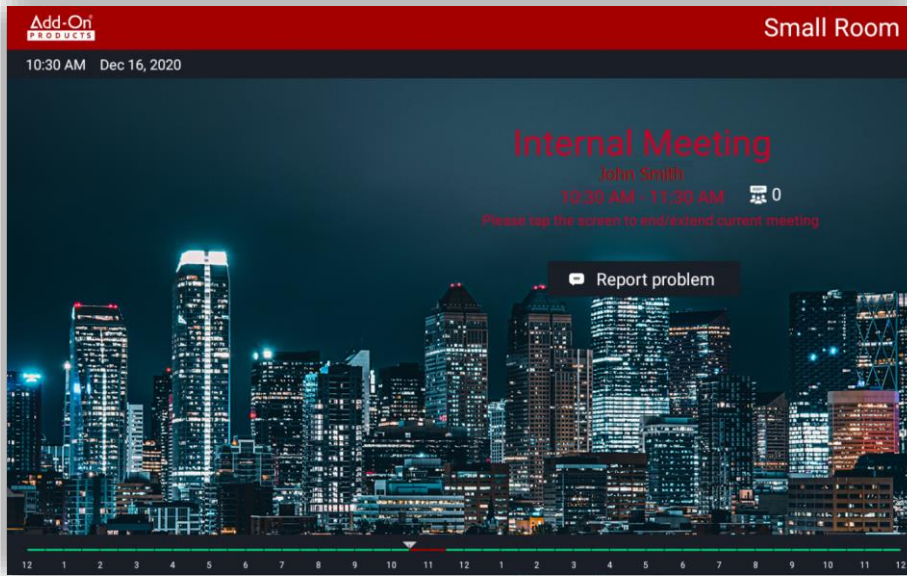 Add-On
PRODUCTS
Small Room
10:30 AM Dec 16, 2020
Internal Meeting
John Smith
10:30 AM - 11:30 AM 0
Please tap the screen to end/extend current meeting
Report problem
12 1 2 3 4 5 6 7 8 9 10 11 12 1 2 3 4 5 6 7 8 9 10 11 12